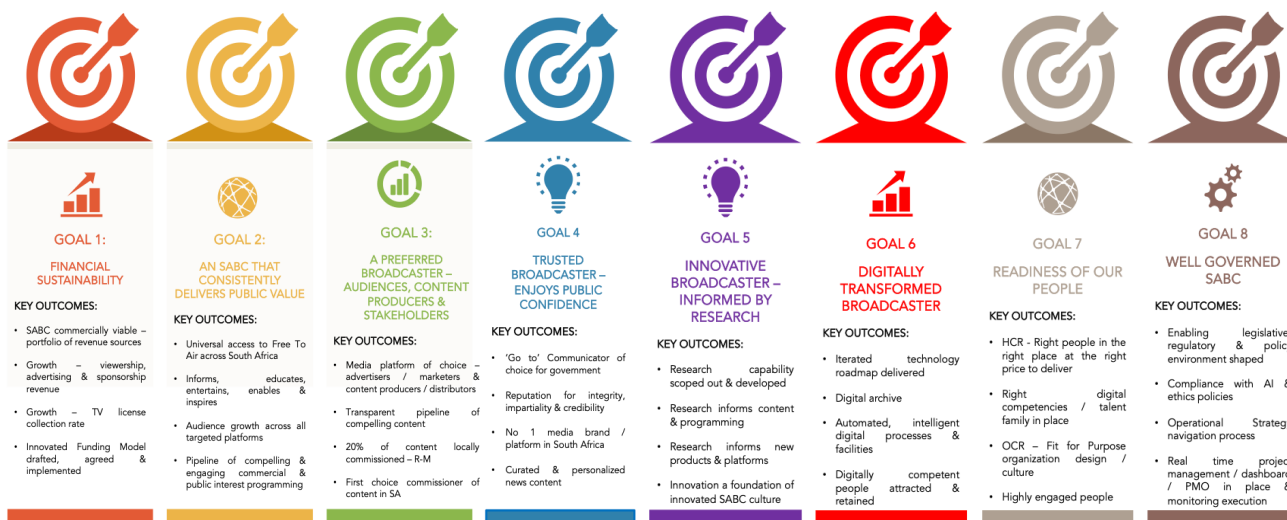 GOAL 1:
FINANCIAL
SUSTAINABILITY
KEY OUTCOMES:
• SABC commercially viable –
portfolio of revenue sources
• Growth – viewership,
advertising & sponsorship
revenue
• Growth – TV license
collection rate
• Innovated Funding Model
drafted, agreed &
implemented
GOAL 2:
AN SABC THAT
CONSISTENTLY
DELIVERS PUBLIC VALUE
KEY OUTCOMES:
• Universal access to Free To
Air across South Africa
• Informs, educates,
entertains, enables &
inspires
• Audience growth across all
targeted platforms
• Pipeline of compelling &
engaging commercial &
public interest programming
GOAL 3:
A PREFERRED
BROADCASTER –
AUDIENCES, CONTENT
PRODUCERS &
STAKEHOLDERS
KEY OUTCOMES:
• Media platform of choice –
advertisers / marketers &
content producers / distributors
• Transparent pipeline of
compelling content
• 20% of content locally
commissioned – R-M
• First choice commissioner of
content in SA
GOAL 4
TRUSTED
BROADCASTER –
ENJOYS PUBLIC
CONFIDENCE
KEY OUTCOMES:
• 'Go to' Communicator of
choice for government
• Reputation for integrity,
impartiality & credibility
• No 1 media brand /
platform in South Africa
• Curated & personalized
news content
GOAL 5
INNOVATIVE
BROADCASTER –
INFORMED BY
RESEARCH
KEY OUTCOMES:
• Research capability
scoped out & developed
• Research informs content
& programming
• Research informs new
products & platforms
• Innovation a foundation of
innovated SABC culture
GOAL 6
DIGITALLY
TRANSFORMED
BROADCASTER
KEY OUTCOMES:
• Iterated technology
roadmap delivered
• Digital archive
• Automated, intelligent
digital processes &
facilities
• Digitally competent
people attracted &
retained
GOAL 7
READINESS OF OUR
PEOPLE
KEY OUTCOMES:
• HCR - Right people in the
right place at the right
price to deliver
• Right digital
competencies / talent
family in place
• OCR – Fit for Purpose
organization design /
culture
• Highly engaged people
GOAL 8
WELL GOVERNED
SABC
KEY OUTCOMES:
• Enabling legislative
regulatory & polic
environment shaped
• Compliance with AI &
ethics policies
• Operational Strateg
navigation process
• Real time projec
management / dashboard
/ PMO in place &
monitoring execution